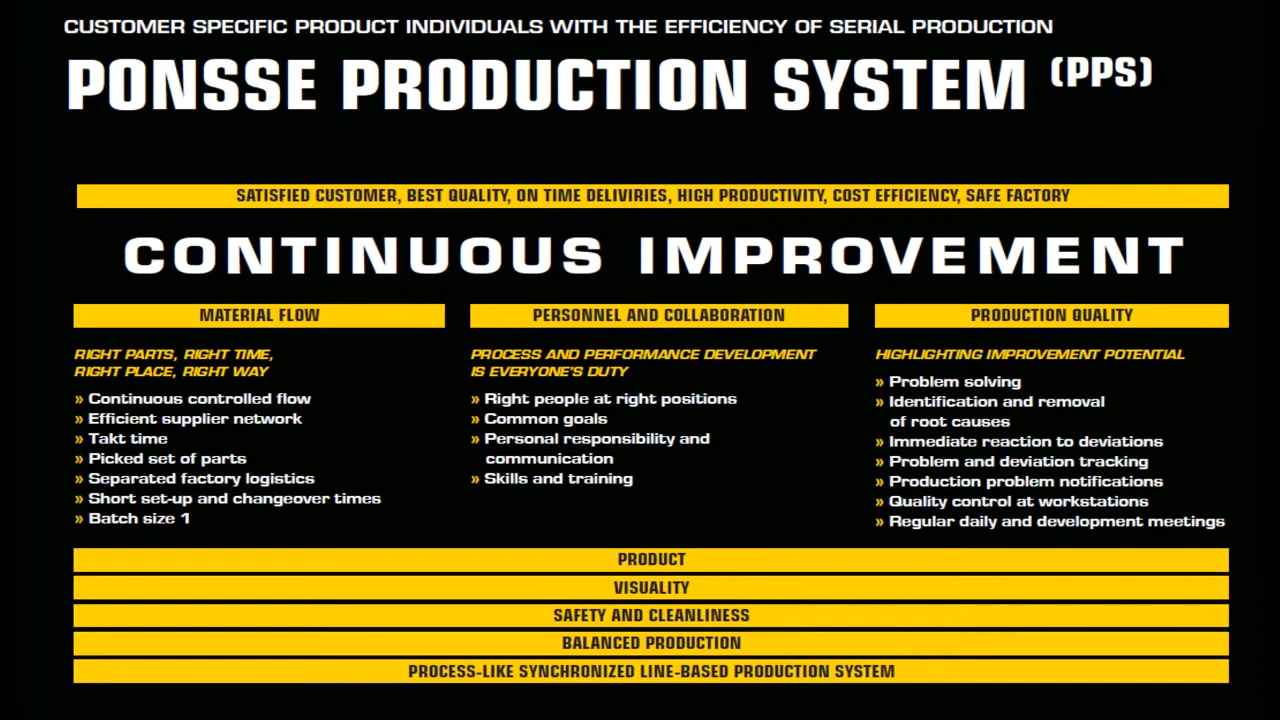 CUSTOMER SPECIFIC PRODUCT INDIVIDUALS WITH THE EFFICIENCY OF SERIAL PRODUCTION
PONSSE PRODUCTION SYSTEM (PPS)
SATISFIED CUSTOMER, BEST QUALITY, ON TIME DELIVIRIES, HIGH PRODUCTIVITY, COST EFFICIENCY, SAFE FACTORY
CONTINUOUS IMPROVEMENT
MATERIAL FLOW
RIGHT PARTS, RIGHT TIME,
RIGHT PLACE, RIGHT WAY
» Continuous controlled flow
» Efficient supplier network
» Takt time
» Picked set of parts
» Separated factory logistics
» Short set-up and changeover times
» Batch size 1
PERSONNEL AND COLLABORATION
PROCESS AND PERFORMANCE DEVELOPMENT
IS EVERYONE'S DUTY
» Right people at right positions
» Common goals
» Personal responsibility and
communication
» Skills and training
PRODUCTION QUALITY
HIGHLIGHTING IMPROVEMENT POTENTIAL
» Problem solving
» Identification and removal
of root causes
» Immediate reaction to deviations
» Problem and deviation tracking
» Production problem notifications
» Quality control at workstations
» Regular daily and development meetings
PRODUCT
VISUALITY
SAFETY AND CLEANLINESS
BALANCED PRODUCTION
PROCESS-LIKE SYNCHRONIZED LINE-BASED PRODUCTION SYSTEM